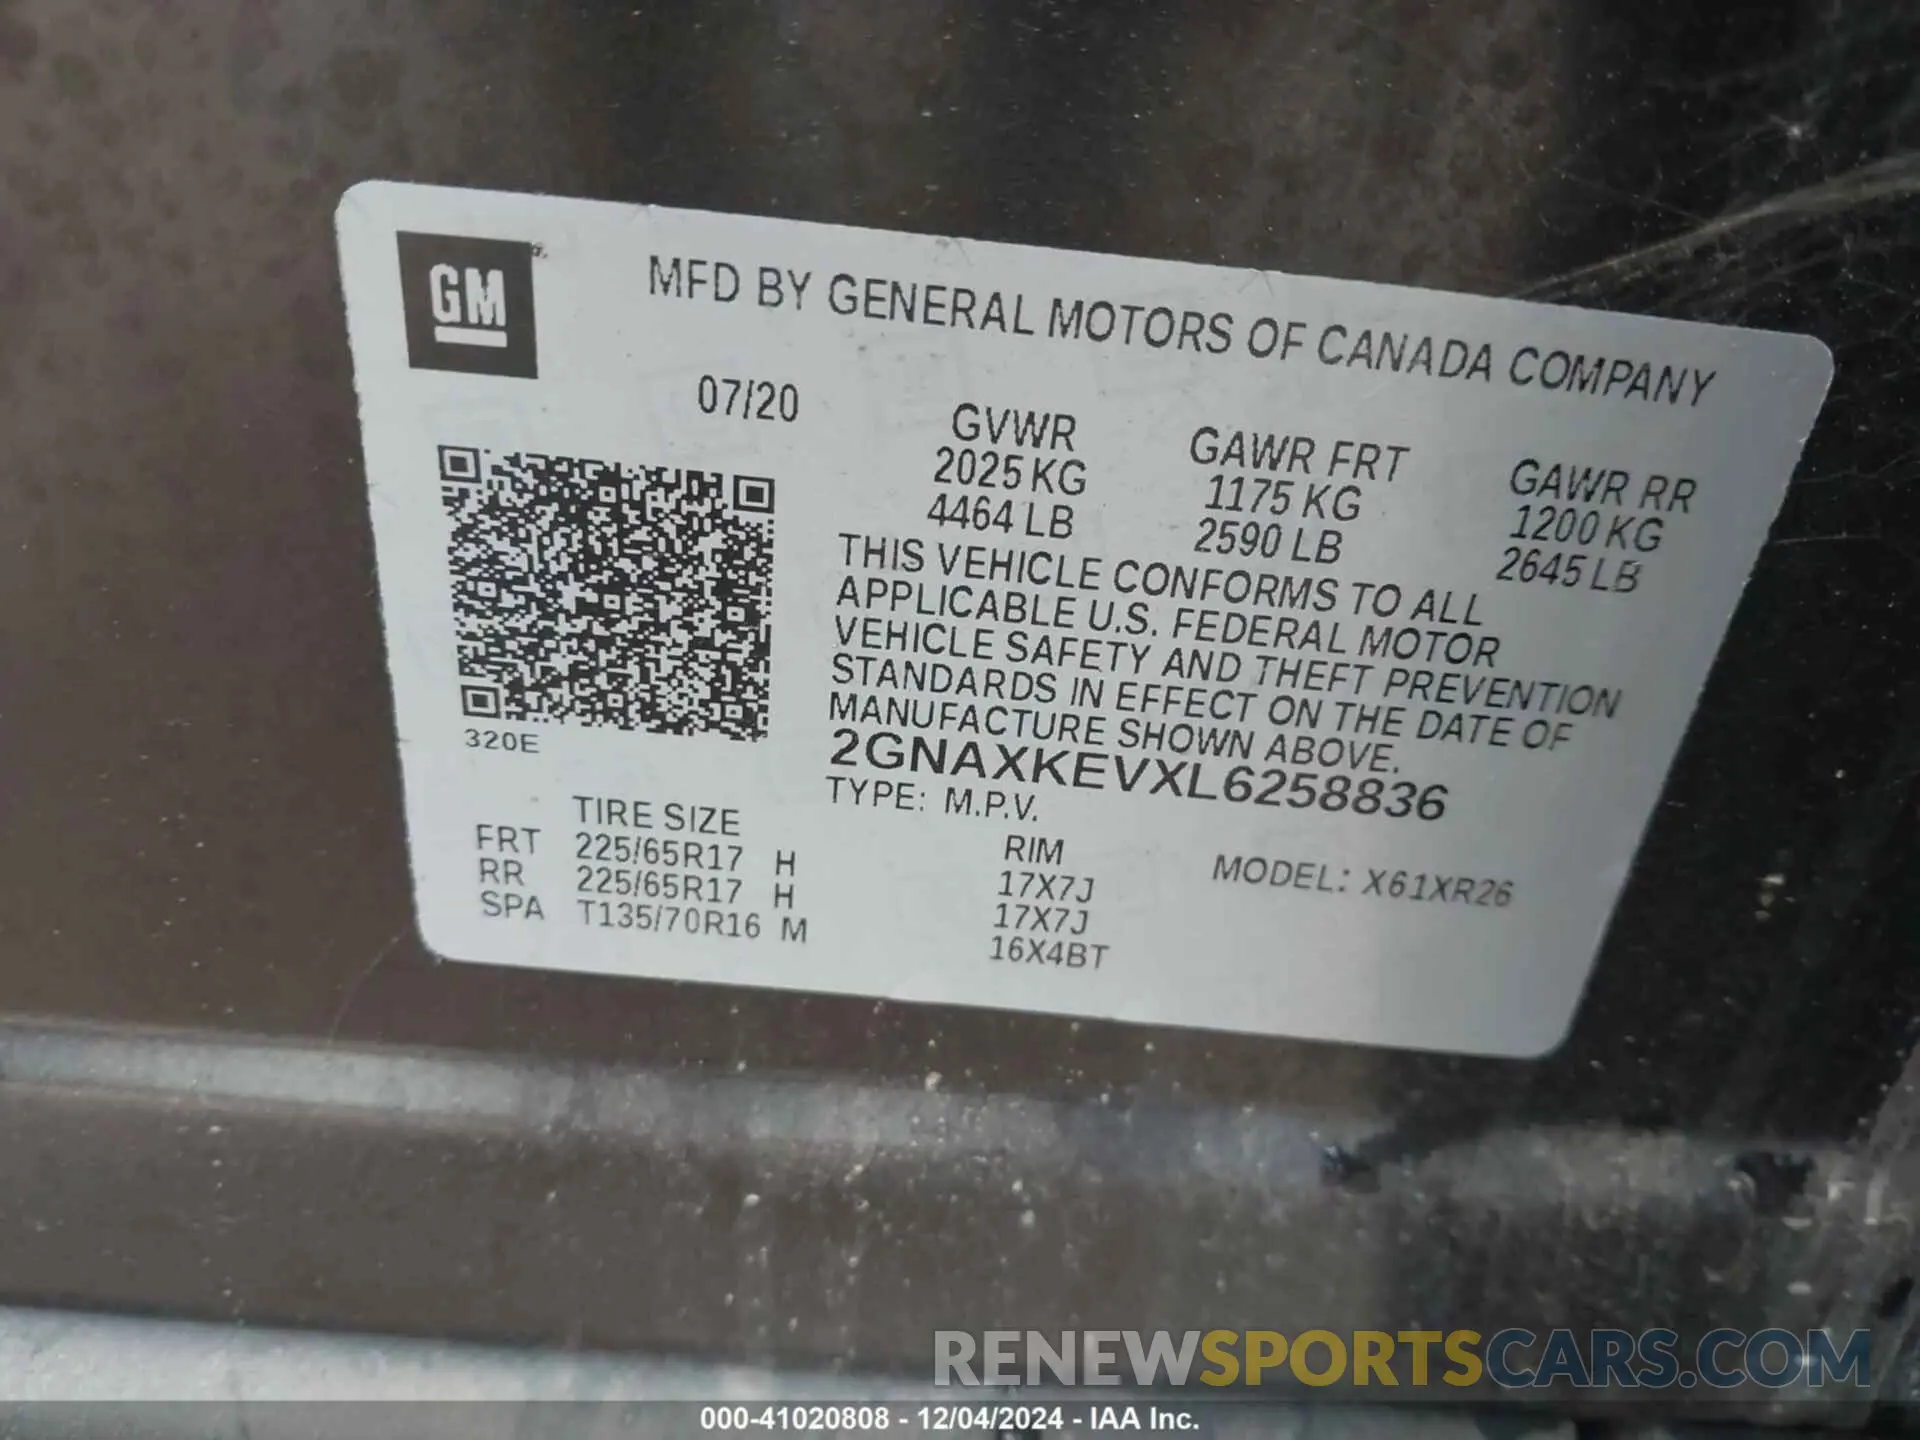 GM
MFD BY GENERAL MOTORS OF CANADA COMPANY
07/20
GVWR GAWR FRT GAWR RR
2025 KG 1175 KG 1200 KG
4464 LB 2590 LB 2645 LB
THIS VEHICLE CONFORMS TO ALL
APPLICABLE U.S. FEDERAL MOTOR
VEHICLE SAFETY AND THEFT PREVENTION
STANDARDS IN EFFECT ON THE DATE OF
MANUFACTURE SHOWN ABOVE.
320E
2GNAXKEVXL6258836
TYPE: M.P.V.
MODEL: X61XR26
TIRE SIZE RIM
FRT 225/65R17 H 17X7J
RR 225/65R17 H 17X7J
SPA T135/70R16 M 16X4BT
RENEWSPORTSCARS.COM
000-41020808 - 12/04/2024 - IAA Inc.